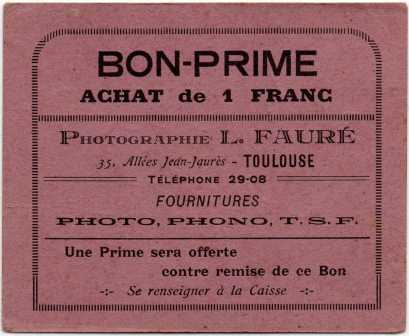 BON-PRIME
ACHAT de 1 FRANC
PHOTOGRAPHIE L. FAURÉ
35, Allées Jean-Jaurès - TOULOUSE
TÉLÉPHONE 29-08
FOURNITURES
PHOTO, PHONO, T. S. F.
Une Prime sera offerte
contre remise de ce Bon
-:- Se renseigner à la Caisse -:-